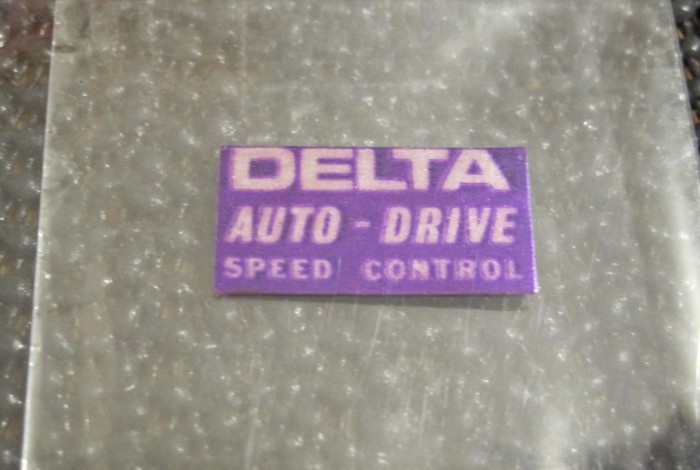 DELTA
AUTO - DRIVE
SPEED CONTROL